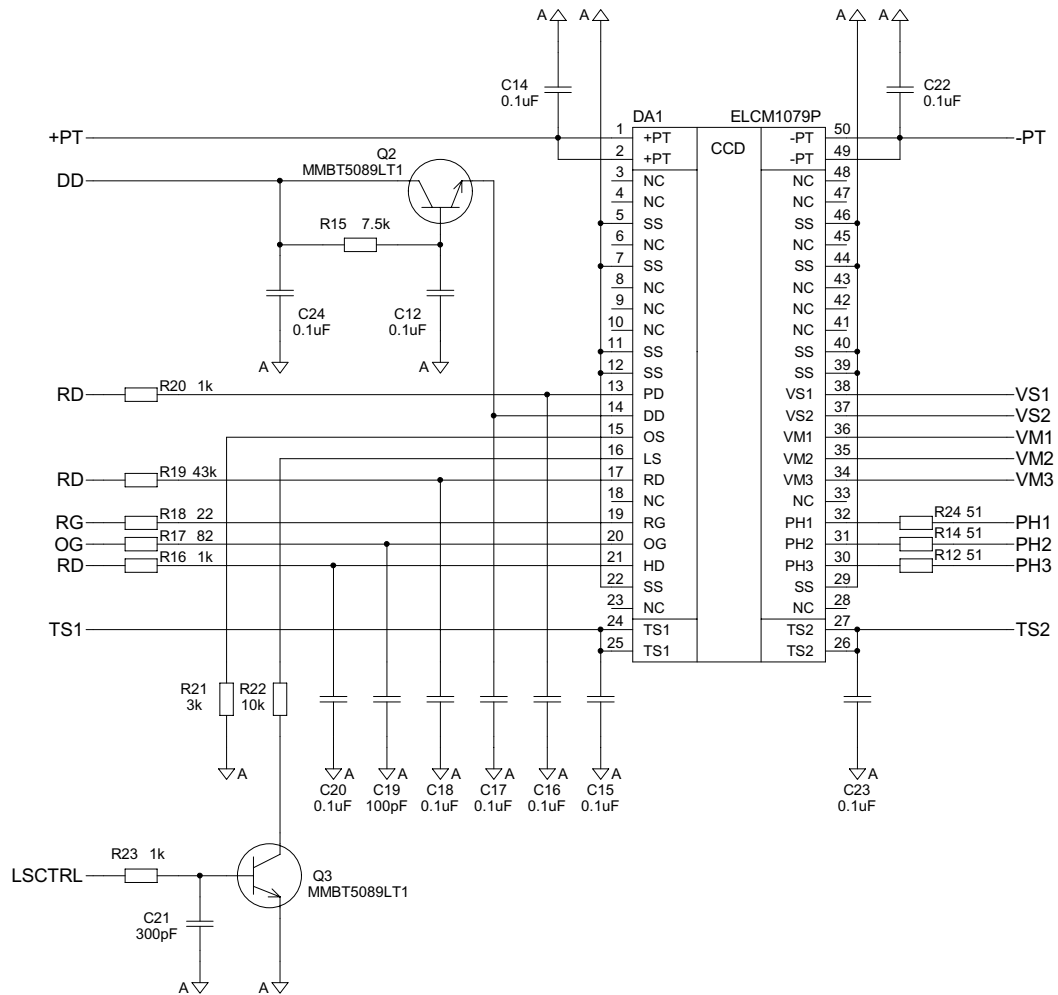 A A A A
C14
0.1uF
C22
0.1uF
DA1 ELCM1079P
CCD
+PT 1 +PT -PT 50 -PT
2 +PT -PT 49
Q2
MMBT5089LT1
DD 3 NC NC 48
4 NC NC 47
R15 7.5k 5 SS SS 46
6 NC NC 45
7 SS SS 44
8 NC NC 43
C24
0.1uF
C12
0.1uF
9 NC NC 42
10 NC NC 41
11 SS SS 40
A A 12 SS SS 39
RD R20 1k 13 PD VS1 38 VS1
14 DD VS2 37 VS2
15 OS VM1 36 VM1
16 LS VM2 35 VM2
RD R19 43k 17 RD VM3 34 VM3
18 NC NC 33
RG R18 22 19 RG PH1 32 R24 51 PH1
OG R17 82 20 OG PH2 31 R14 51 PH2
RD R16 1k 21 HD PH3 30 R12 51 PH3
22 SS SS 29
23 NC NC 28
TS1 24 TS1 TS2 27 TS2
25 TS1 TS2 26
R21
3k
R22
10k
A A A A A A A A
C20
0.1uF
C19
100pF
C18
0.1uF
C17
0.1uF
C16
0.1uF
C15
0.1uF
C23
0.1uF
R23 1k
LSCTRL
Q3
MMBT5089LT1
C21
300pF
A A